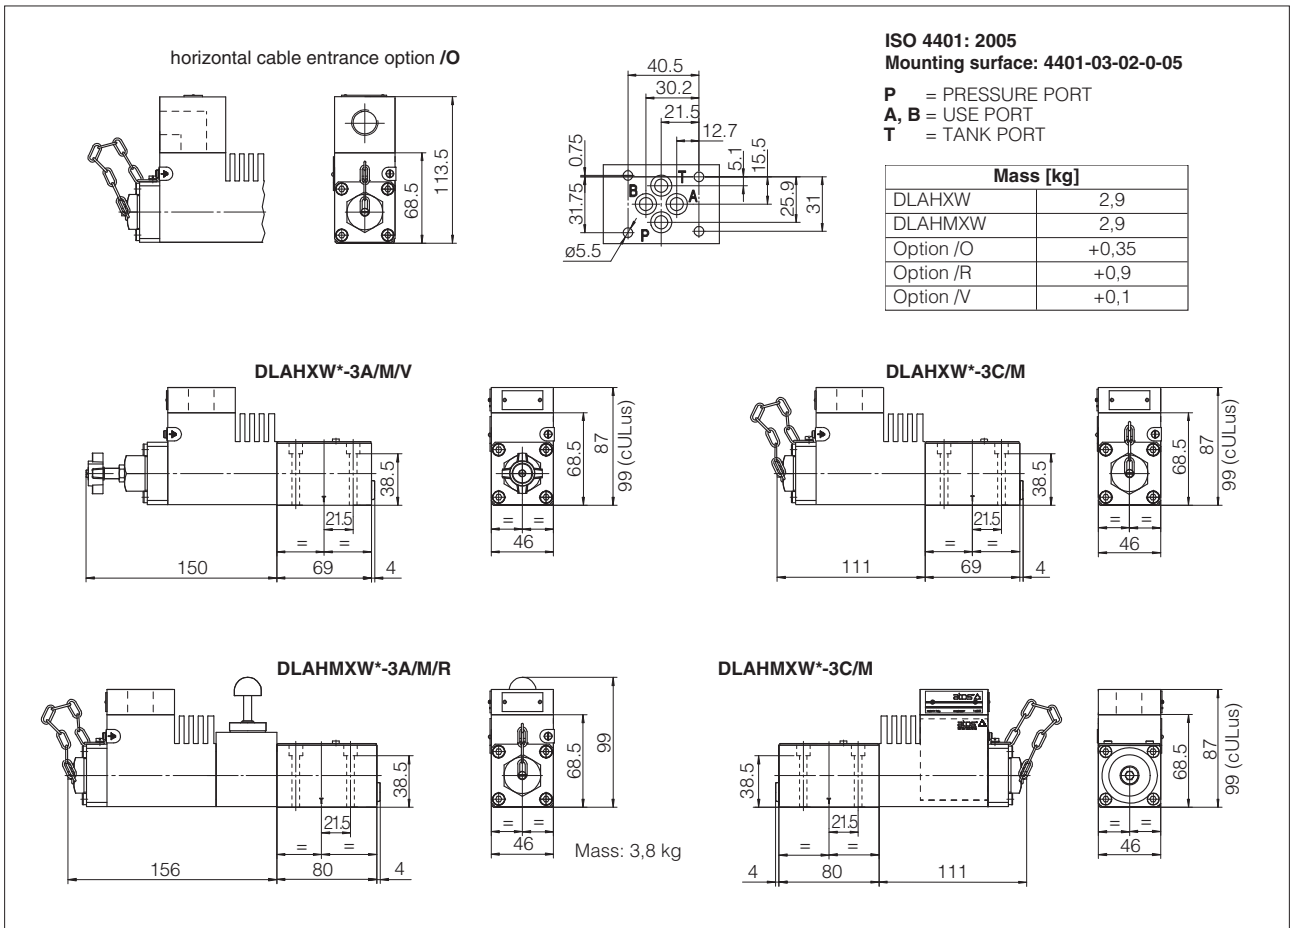 horizontal cable entrance option /O
68.5
113.5
40.5
30.2
21.5
12.7
0.75
31.75
5.1
15.5
25.9
31
T
B
A
P
ø5.5
ISO 4401: 2005
Mounting surface: 4401-03-02-0-05
P = PRESSURE PORT
A, B = USE PORT
T = TANK PORT
Mass [kg]
DLAHXW 2,9
DLAHMXW 2,9
Option /O +0,35
Option /R +0,9
Option /V +0,1
DLAHXW*-3A/M/V
38.5
21.5
= =
150 69 4
68.5
87
99 (cULus)
= =
46
DLAHXW*-3C/M
38.5
21.5
= =
111 69 4
68.5
87
99 (cULus)
= =
46
DLAHMXW*-3A/M/R
38.5
21.5
= =
156 80 4
68.5
99
= =
46
Mass: 3,8 kg
DLAHMXW*-3C/M
atos
atos
38.5
21.5
= =
4 80 111
68.5
87
99 (cULus)
= =
46